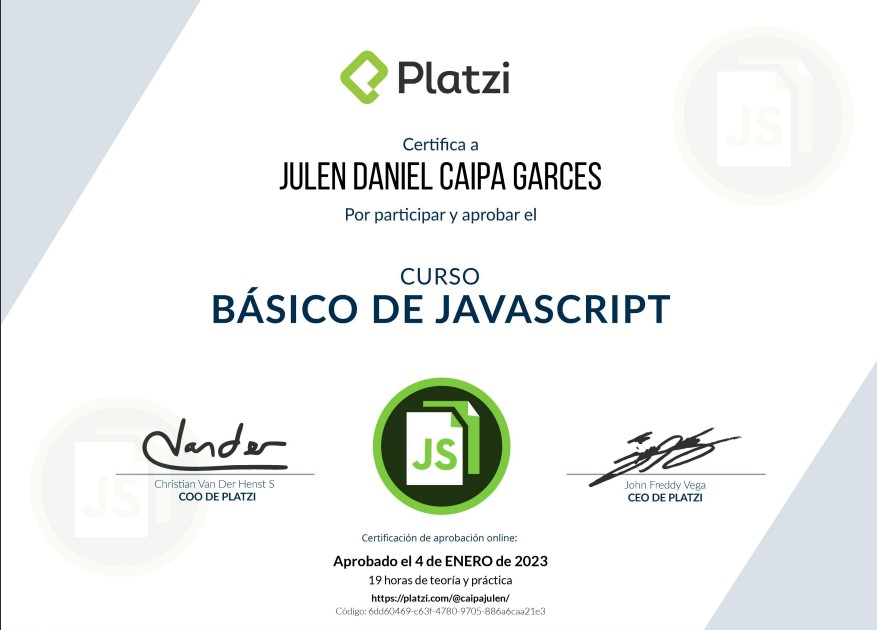 Platzi
Certifica a
JULEN DANIEL CAIPA GARCES
Por participar y aprobar el
CURSO
BÁSICO DE JAVASCRIPT
JS
JS
Vander
JS
Christian Van Der Henst S
COO DE PLATZI
John Freddy Vega
CEO DE PLATZI
Certificación de aprobación online:
Aprobado el 4 de ENERO de 2023
19 horas de teoría y práctica
https://platzi.com/@caipajulen/
Código: 6dd60469-c63f-4780-9705-886a6caa21e3